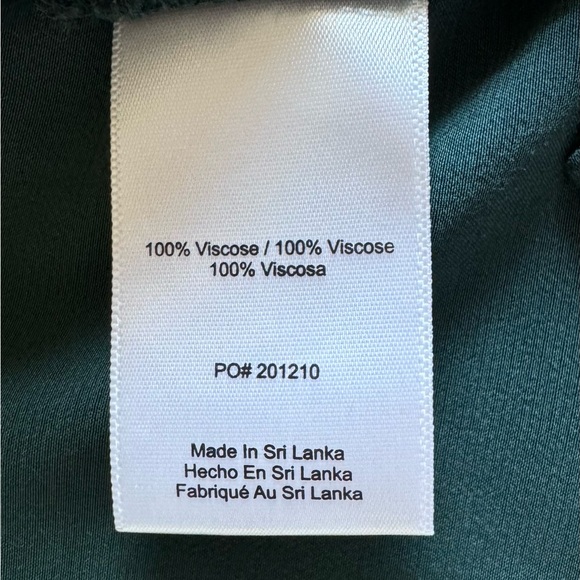 100% Viscose / 100% Viscose
100% Viscosa
PO# 201210
Made In Sri Lanka
Hecho En Sri Lanka
Fabriqué Au Sri Lanka